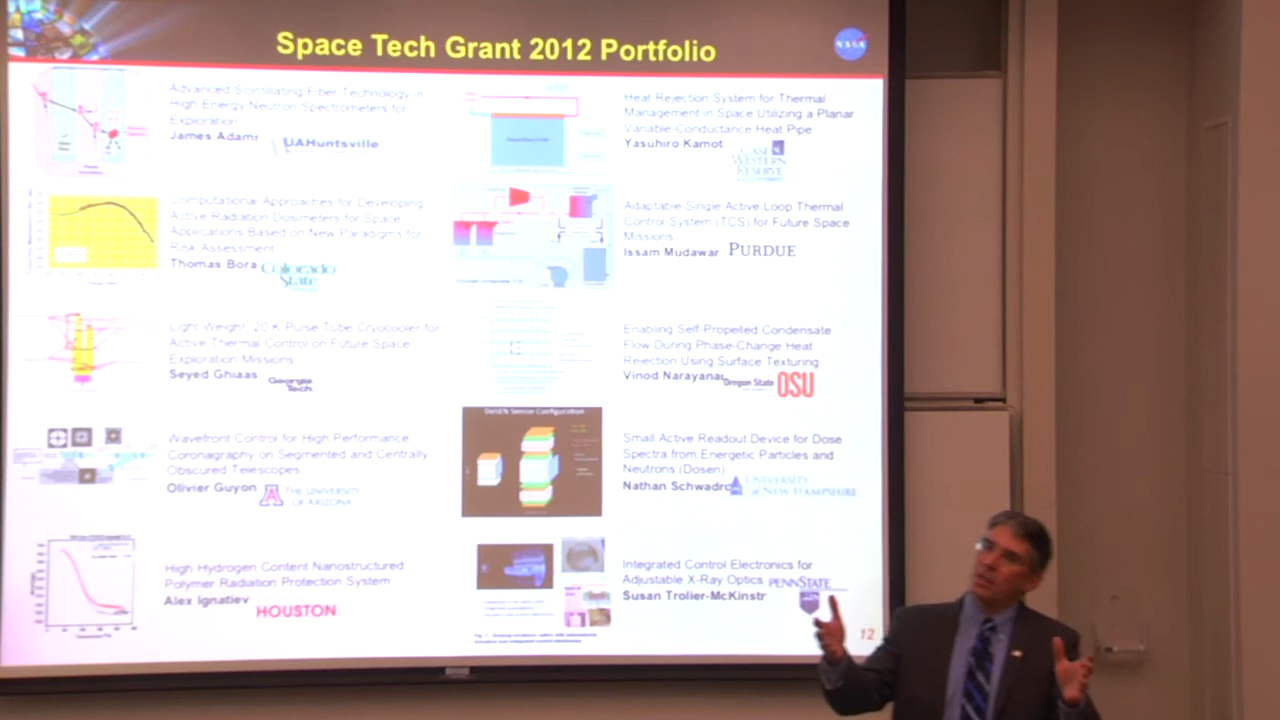 Space Tech Grant 2012 Portfolio
NASA
Advanced Scintillating Fiber Technology in
High Energy Neutron Spectrometers for
Exploration
James Adams
UAHuntsville
Computational Approaches for Developing
Active Radiation Dosimeters for Space
Applications Based on New Paradigms for
Risk Assessment
Thomas Bora
Colorado
State
Light Weight, 20 K Pulse Tube Cryocooler for
Active Thermal Control on Future Space
Exploration Missions
Seyed Ghiaas
Georgia
Tech
Wavefront Control for High Performance
Coronagraphy on Segmented and Centrally
Obscured Telescopes
Olivier Guyon
THE UNIVERSITY
OF ARIZONA
High Hydrogen Content Nanostructured
Polymer Radiation Protection System
Alex Ignatiev
HOUSTON
Heat Rejection System for Thermal
Management in Space Utilizing a Planar
Variable-Conductance Heat Pipe
Yasuhiro Kamot
CASE
WESTERN
RESERVE
Adaptable Single Active Loop Thermal
Control System (TCS) for Future Space
Missions
Issam Mudawar
PURDUE
Enabling Self-Propelled Condensate
Flow During Phase-Change Heat
Rejection Using Surface Texturing
Vinod Narayana
Oregon State
OSU
DoSEN Sensor Configuration
Small Active Readout Device for Dose
Spectra from Energetic Particles and
Neutrons (Dosen)
Nathan Schwadro
UNIVERSITY
of NEW HAMPSHIRE
Integrated Control Electronics for
Adjustable X-Ray Optics
PENNSTATE
Susan Trolier-McKinstr
12